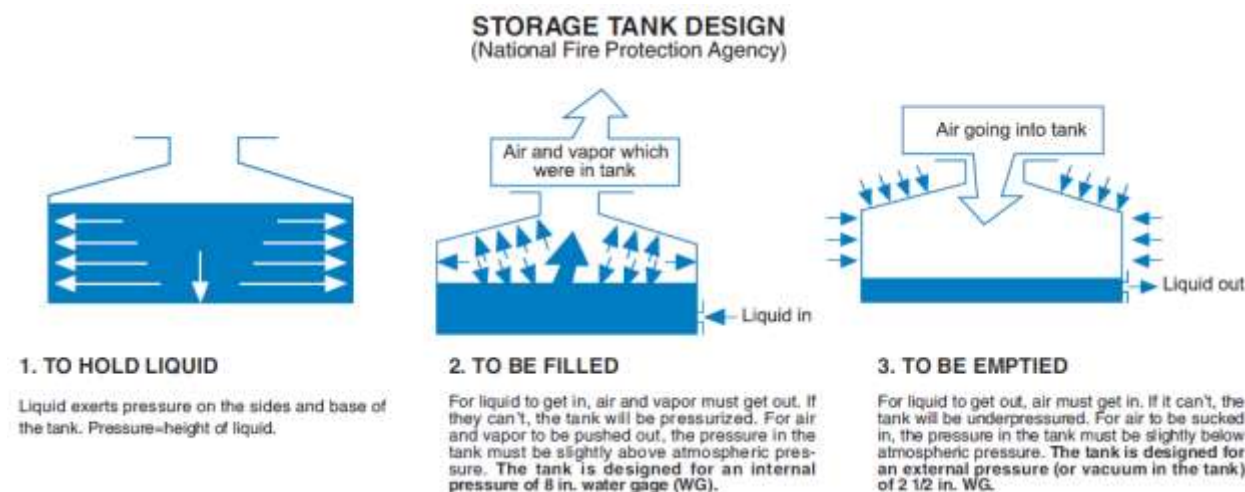 STORAGE TANK DESIGN
(National Fire Protection Agency)
Air and vapor which
were in tank
Liquid in
Air going into tank
Liquid out
1. TO HOLD LIQUID
Liquid exerts pressure on the sides and base of
the tank. Pressure=height of liquid.
2. TO BE FILLED
For liquid to get in, air and vapor must get out. If
they can't, the tank will be pressurized. For air
and vapor to be pushed out, the pressure in the
tank must be slightly above atmospheric pres-
sure. The tank is designed for an internal
pressure of 8 in. water gage (WG).
3. TO BE EMPTIED
For liquid to get out, air must get in. If it can't, the
tank will be underpressured. For air to be sucked
in, the pressure in the tank must be slightly below
atmospheric pressure. The tank is designed for
an external pressure (or vacuum in the tank)
of 2 1/2 in. WG.